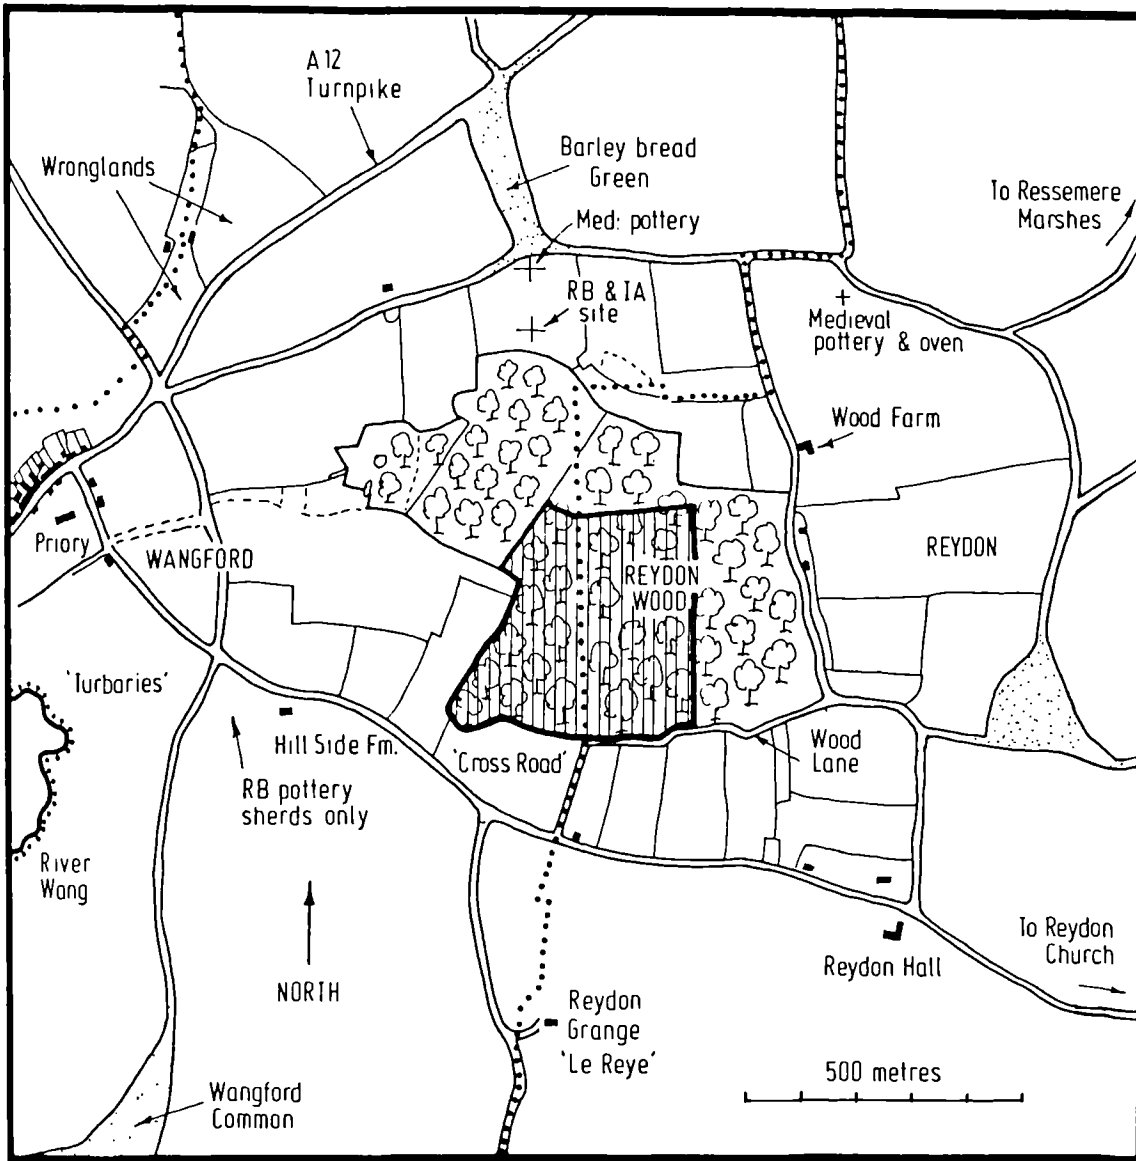 A12
Turnpike
Wronglands
Barley bread
Green
To Ressemere
Marshes
Med: pottery
RB & IA
site
Medieval
pottery & oven
Wood Farm
Priory
WANGFORD
REYDON
WOOD
REYDON
'Turbaries'
Hill Side Fm.
'Cross Road'
Wood
Lane
RB pottery
sherds only
River
Wang
NORTH
To Reydon
Church
Reydon Hall
Reydon
Grange
'Le Reye'
500 metres
Wangford
Common